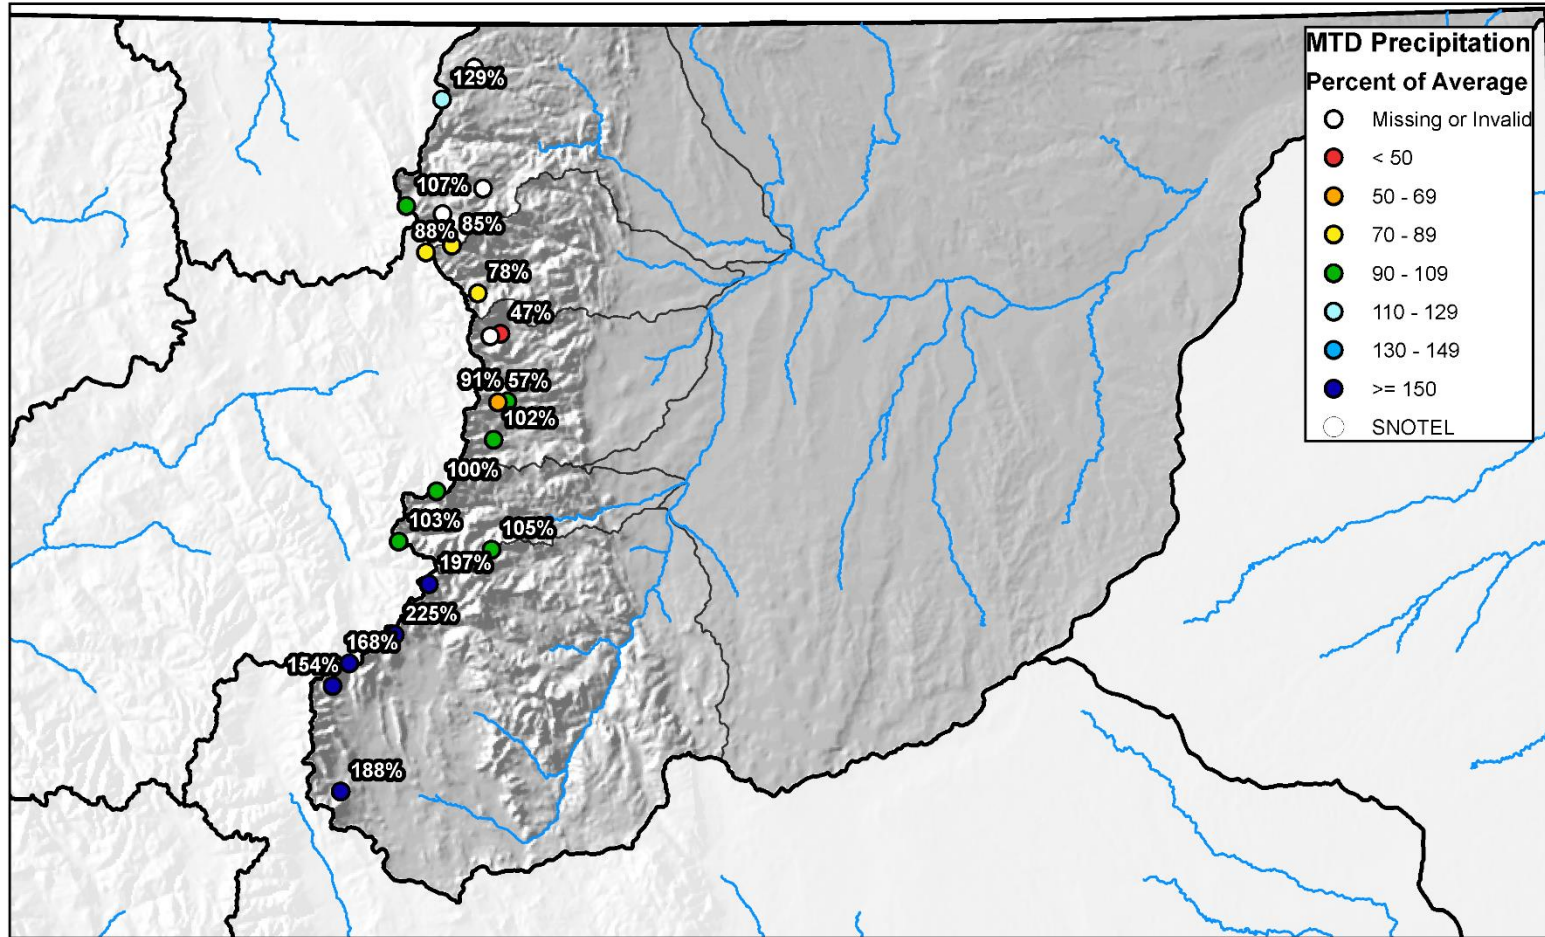 MTD Precipitation
Percent of Average
Missing or Invalid
< 50
50 - 69
70 - 89
90 - 109
110 - 129
130 - 149
>= 150
SNOTEL
129%
107%
88% 85%
78%
47%
91% 57%
102%
100%
103% 105%
197%
225%
168%
154%
188%